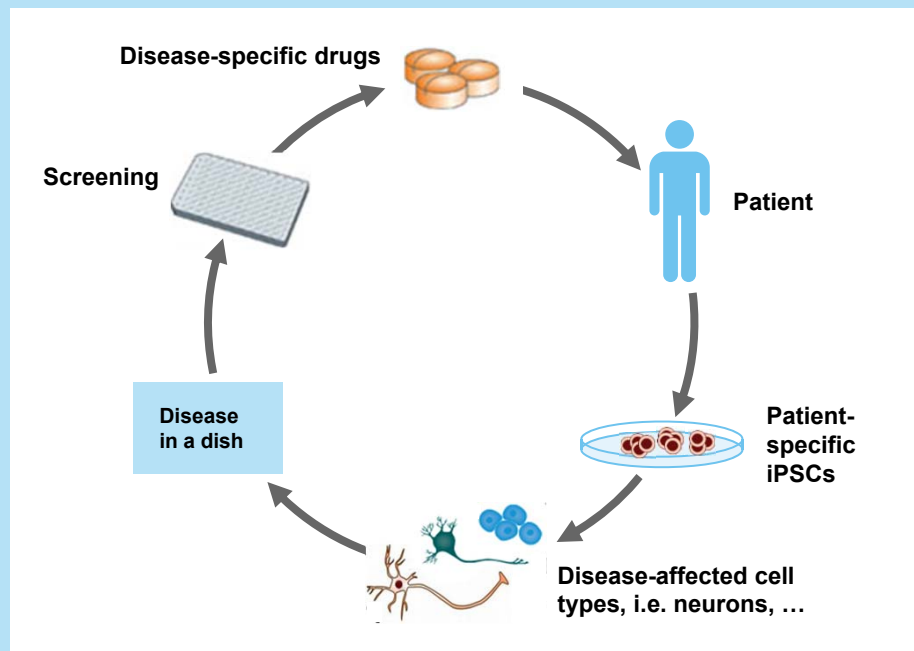 Disease-specific drugs
Screening
Patient
Disease
in a dish
Patient-
specific
iPSCs
Disease-affected cell
types, i.e. neurons, …